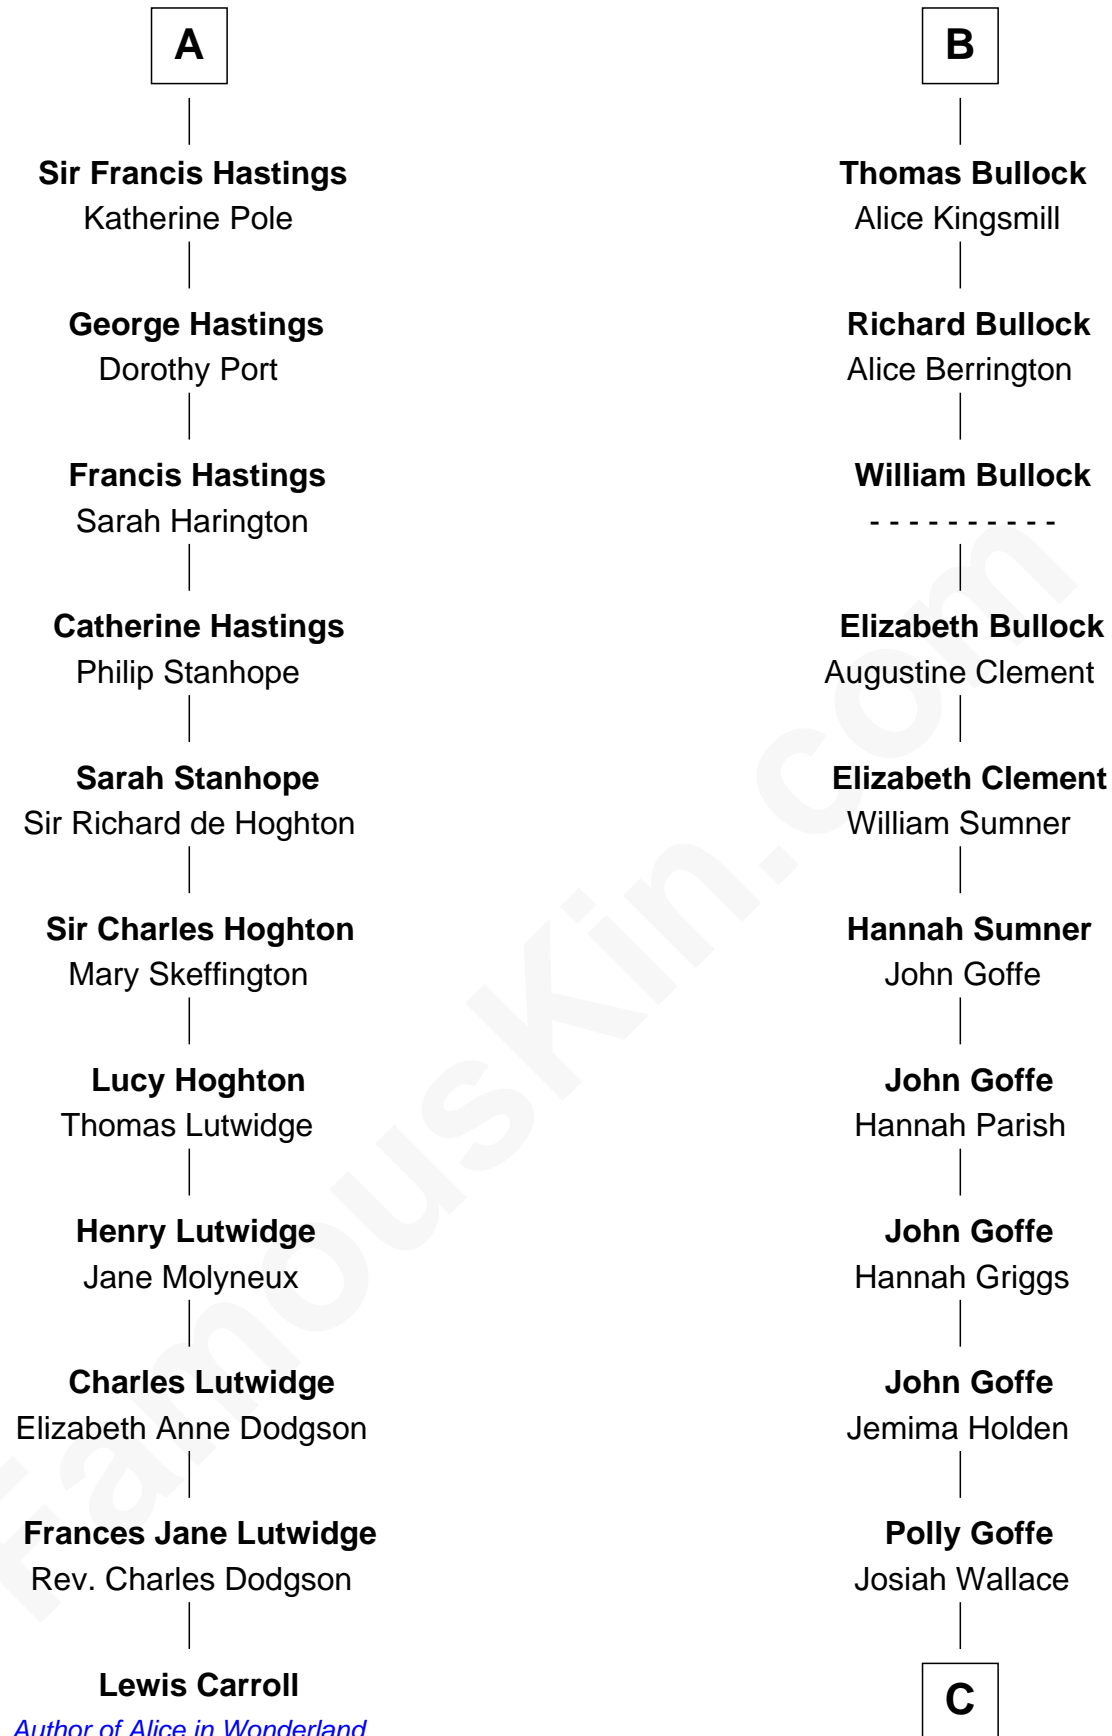 A
Sir Francis Hastings
Katherine Pole
George Hastings
Dorothy Port
Francis Hastings
Sarah Harington
Catherine Hastings
Philip Stanhope
Sarah Stanhope
Sir Richard de Hoghton
Sir Charles Hoghton
Mary Skeffington
Lucy Hoghton
Thomas Lutwidge
Henry Lutwidge
Jane Molyneux
Charles Lutwidge
Elizabeth Anne Dodgson
Frances Jane Lutwidge
Rev. Charles Dodgson
Lewis Carroll
Author of Alice in Wonderland
B
Thomas Bullock
Alice Kingsmill
Richard Bullock
Alice Berrington
William Bullock
- - - - - - - - - -
Elizabeth Bullock
Augustine Clement
Elizabeth Clement
William Sumner
Hannah Sumner
John Goffe
John Goffe
Hannah Parish
John Goffe
Hannah Griggs
John Goffe
Jemima Holden
Polly Goffe
Josiah Wallace
C
FamousKin.com